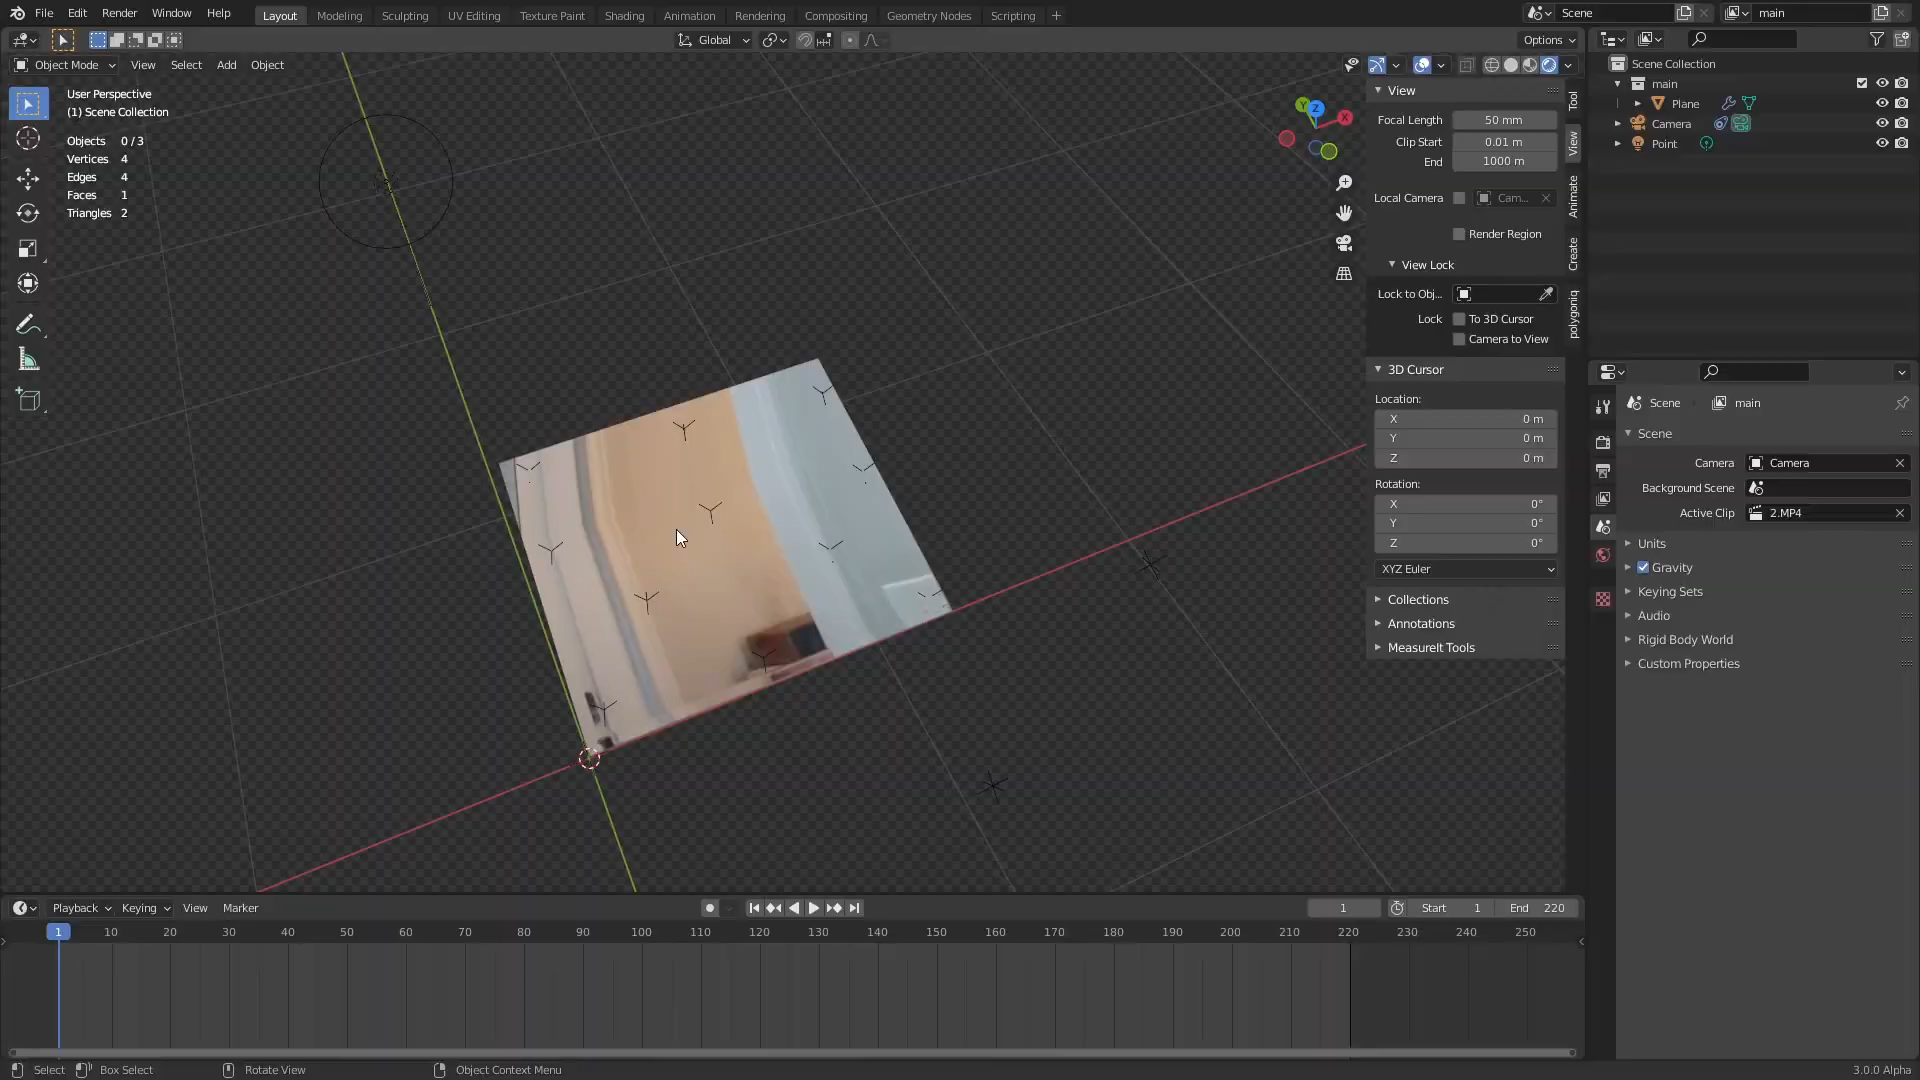 File Edit Render Window Help Layout Modeling Sculpting UV Editing Texture Paint Shading Animation Rendering Compositing Geometry Nodes Scripting + Scene main
Global Options
Object Mode View Select Add Object
User Perspective
(1) Scene Collection
Objects 0 / 3
Vertices 4
Edges 4
Faces 1
Triangles 2
Y Z X
View
Focal Length 50 mm
Clip Start 0.01 m
End 1000 m
Local Camera Cam...
Render Region
View Lock
Lock to Obj...
Lock To 3D Cursor
Camera to View
3D Cursor
Location:
X 0 m
Y 0 m
Z 0 m
Rotation:
X 0°
Y 0°
Z 0°
XYZ Euler
Collections
Annotations
MeasureIt Tools
Tool
View
Animate
Create
polygoniq
Scene Collection
main
Plane
Camera
Point
Scene main
Scene
Camera Camera
Background Scene
Active Clip 2.MP4
Units
Gravity
Keying Sets
Audio
Rigid Body World
Custom Properties
Playback Keying View Marker 1 Start 1 End 220
1 10 20 30 40 50 60 70 80 90 100 110 120 130 140 150 160 170 180 190 200 210 220 230 240 250
Select Box Select Rotate View Object Context Menu 3.0.0 Alpha